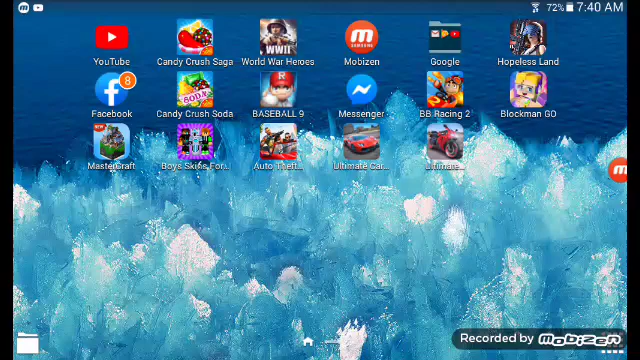 72% 7:40 AM
YouTube Candy Crush Saga World War Heroes Mobizen Google Hopeless Land
8
Facebook Candy Crush Soda BASEBALL 9 Messenger BB Racing 2 Blockman GO
MasterCraft Boys Skins For... Auto Theft... Ultimate Car... Ultimate...
Recorded by mobizen